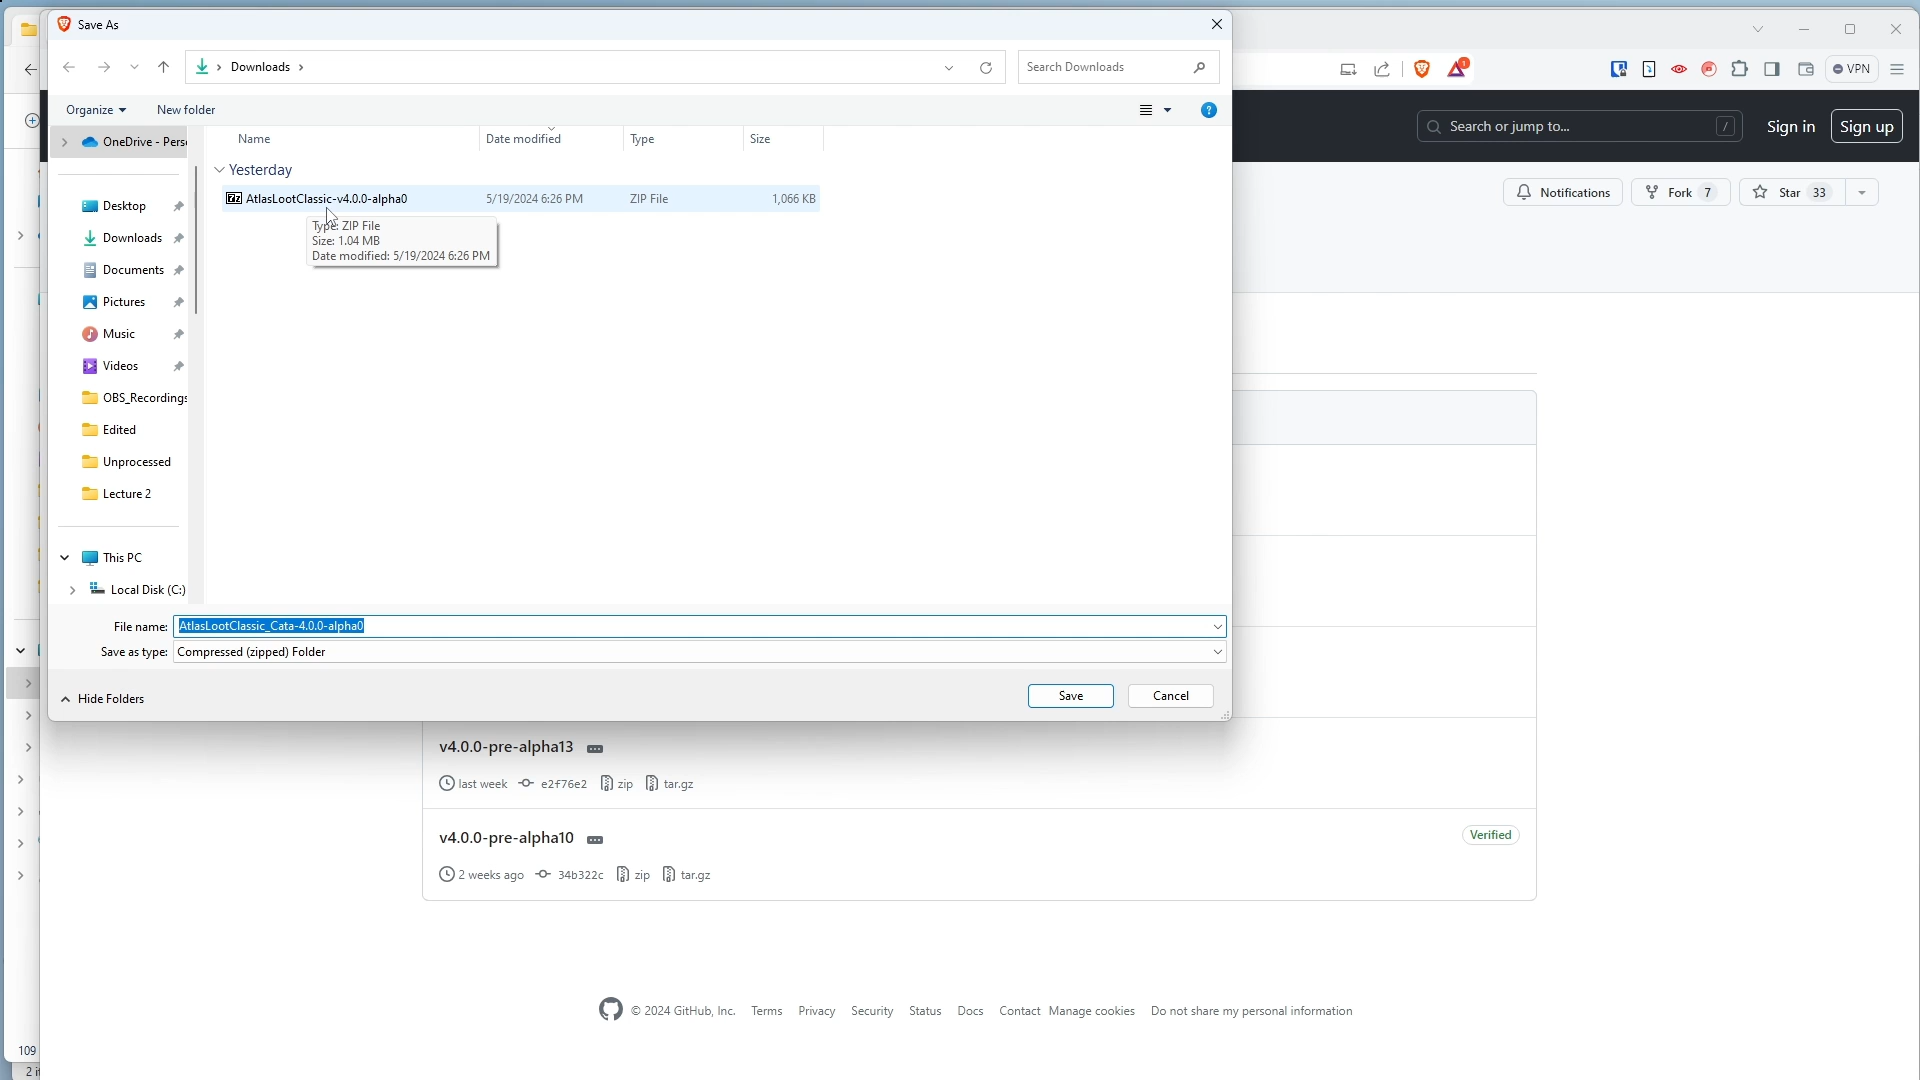 Save As
Downloads
Search Downloads
VPN
1
Organize
New folder
?
Search or jump to...
/
Sign in
Sign up
OneDrive - Pers
Name
Date modified
Type
Size
Yesterday
AtlasLootClassic-v4.0.0-alpha0
5/19/2024 6:26 PM
ZIP File
1,066 KB
Type: ZIP File
Size: 1.04 MB
Date modified: 5/19/2024 6:26 PM
Notifications
Fork 7
Star 33
Desktop
Downloads
Documents
Pictures
Music
Videos
OBS_Recordings
Edited
Unprocessed
Lecture 2
This PC
Local Disk (C:)
File name: AtlasLootClassic_Cata-4.0.0-alpha0
Save as type: Compressed (zipped) Folder
Hide Folders
Save
Cancel
v4.0.0-pre-alpha13
last week e2f76e2 zip tar.gz
v4.0.0-pre-alpha10
Verified
2 weeks ago 34b322c zip tar.gz
© 2024 GitHub, Inc. Terms Privacy Security Status Docs Contact Manage cookies Do not share my personal information
109
2